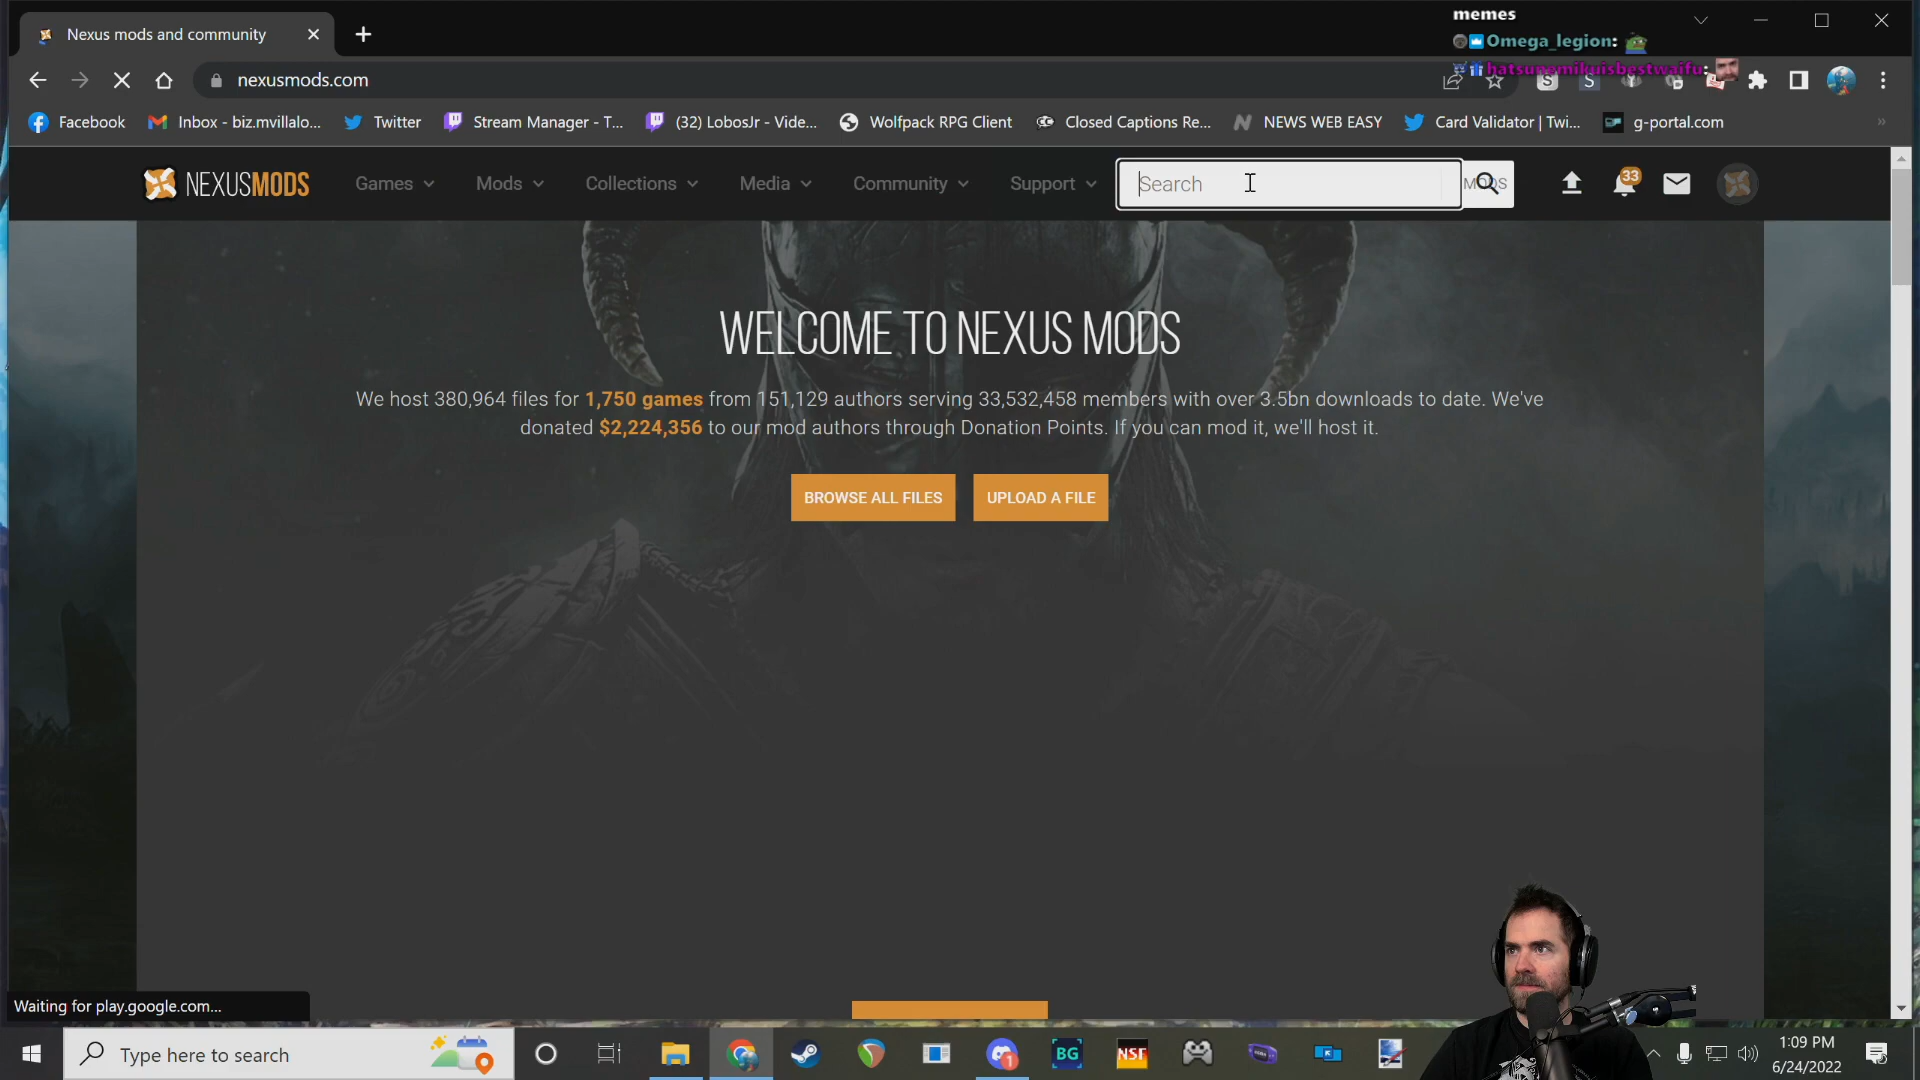 memes
Nexus mods and community
Omega_legion:
hatsunemikuisbestwaifu:
nexusmods.com
Facebook
Inbox - biz.mvillalo...
Twitter
Stream Manager - T...
(32) LobosJr - Vide...
Wolfpack RPG Client
Closed Captions Re...
NEWS WEB EASY
Card Validator | Twi...
g-portal.com
»
NEXUSMODS
Games
Mods
Collections
Media
Community
Support
Search
MODS
33
WELCOME TO NEXUS MODS
We host 380,964 files for 1,750 games from 151,129 authors serving 33,532,458 members with over 3.5bn downloads to date. We've
donated $2,224,356 to our mod authors through Donation Points. If you can mod it, we'll host it.
BROWSE ALL FILES
UPLOAD A FILE
Waiting for play.google.com...
Type here to search
1
BG
NSF
1:09 PM
6/24/2022